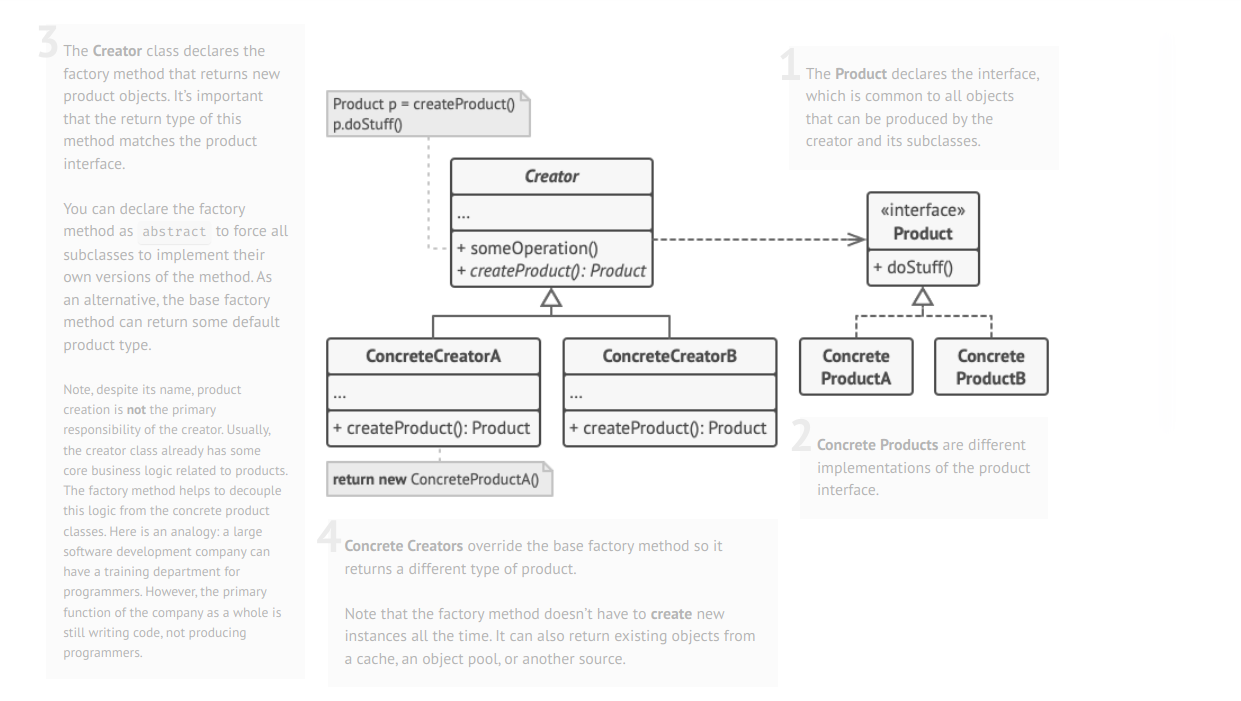 3
The Creator class declares the
factory method that returns new
product objects. It’s important
that the return type of this
method matches the product
interface.
You can declare the factory
method as abstract to force all
subclasses to implement their
own versions of the method. As
an alternative, the base factory
method can return some default
product type.
Note, despite its name, product
creation is not the primary
responsibility of the creator. Usually,
the creator class already has some
core business logic related to products.
The factory method helps to decouple
this logic from the concrete product
classes. Here is an analogy: a large
software development company can
have a training department for
programmers. However, the primary
function of the company as a whole is
still writing code, not producing
programmers.
Product p = createProduct()
p.doStuff()
Creator
...
+ someOperation()
+ createProduct(): Product
ConcreteCreatorA
...
+ createProduct(): Product
return new ConcreteProductA()
ConcreteCreatorB
...
+ createProduct(): Product
1
The Product declares the interface,
which is common to all objects
that can be produced by the
creator and its subclasses.
«interface»
Product
+ doStuff()
Concrete
ProductA
Concrete
ProductB
2
Concrete Products are different
implementations of the product
interface.
4
Concrete Creators override the base factory method so it
returns a different type of product.
Note that the factory method doesn’t have to create new
instances all the time. It can also return existing objects from
a cache, an object pool, or another source.